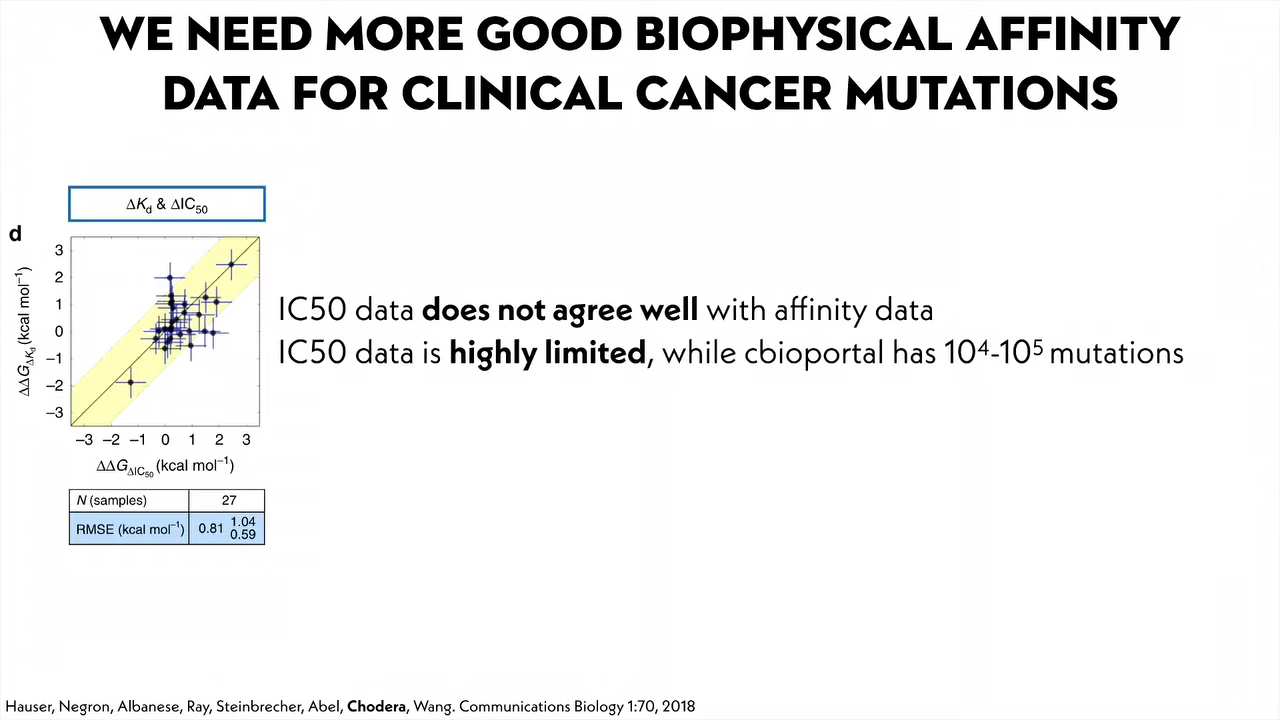 WE NEED MORE GOOD BIOPHYSICAL AFFINITY
DATA FOR CLINICAL CANCER MUTATIONS
ΔKd & ΔIC50
d
3
2
1
0
−1
−2
−3
ΔΔGΔKd (kcal mol⁻¹)
−3 −2 −1 0 1 2 3
ΔΔGΔIC50 (kcal mol⁻¹)
N (samples) 27
RMSE (kcal mol⁻¹) 0.81 1.04 0.59
IC50 data does not agree well with affinity data
IC50 data is highly limited, while cbioportal has 10⁴-10⁵ mutations
Hauser, Negron, Albanese, Ray, Steinbrecher, Abel, Chodera, Wang. Communications Biology 1:70, 2018